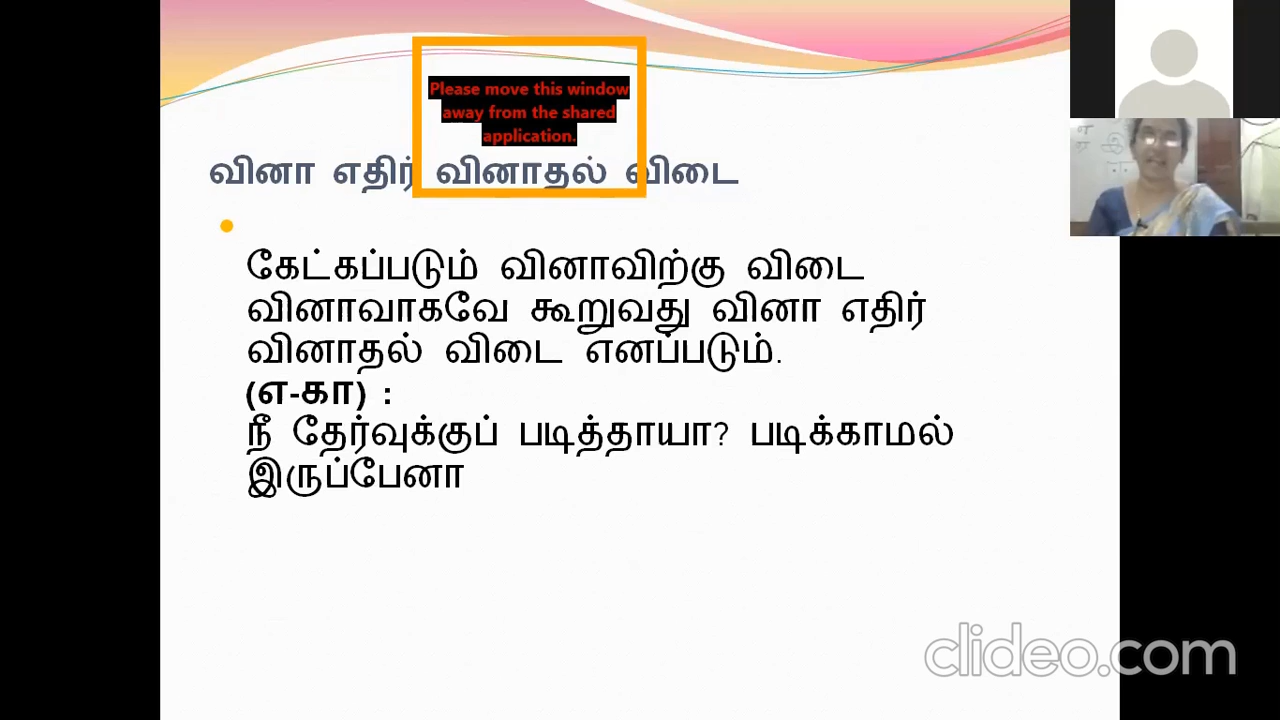 Please move this window
away from the shared
application.
வினா எதிர் வினாதல் விடை
கேட்கப்படும் வினாவிற்கு விடை
வினாவாகவே கூறுவது வினா எதிர்
வினாதல் விடை எனப்படும்.
(எ-கா) :
நீ தேர்வுக்குப் படித்தாயா? படிக்காமல்
இருப்பேனா
clideo.com